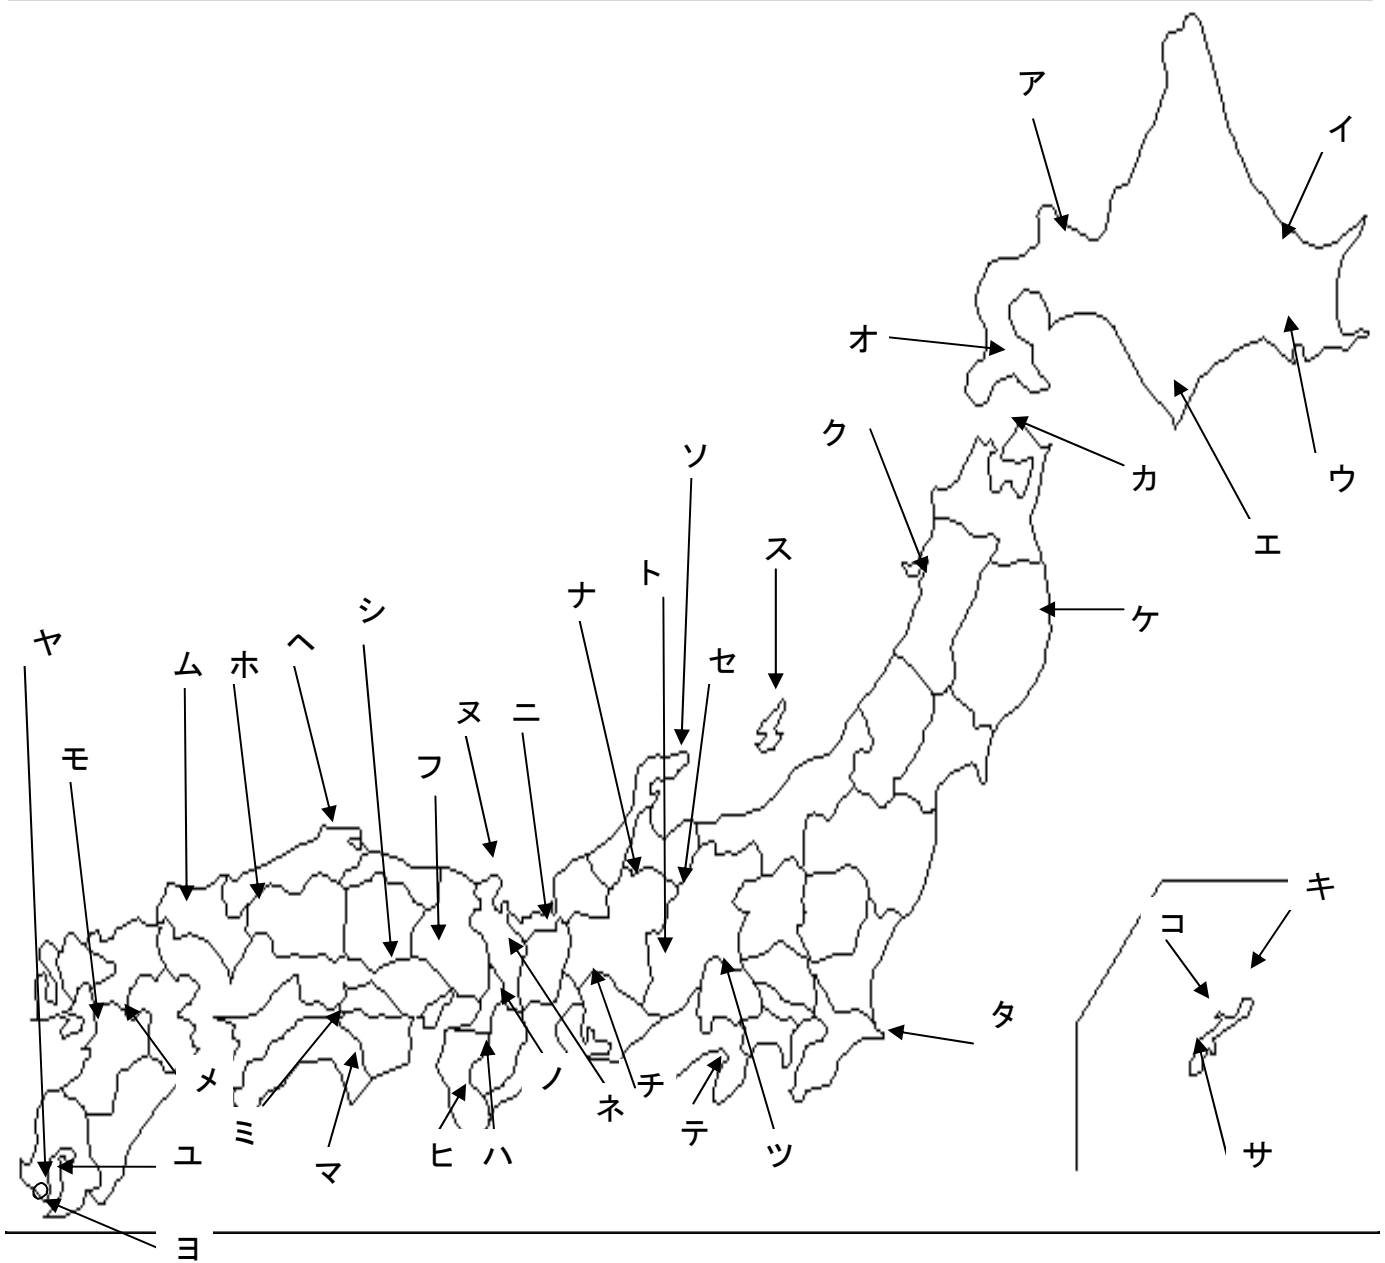 ア
イ
オ
ク
カ
ウ
ソ
エ
ス
ト
ナ
シ
ケ
ヤ
ヘ
ム
ホ
セ
ヌ
ニ
モ
フ
キ
コ
タ
メ
ノ
チ
ネ
ミ
テ
ユ
マ
ヒ
ハ
ツ
サ
ヨ